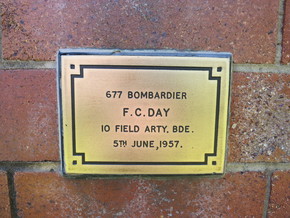 677 BOMBARDIER
F.C. DAY
10 FIELD ARTY. BDE.
5TH JUNE, 1957.